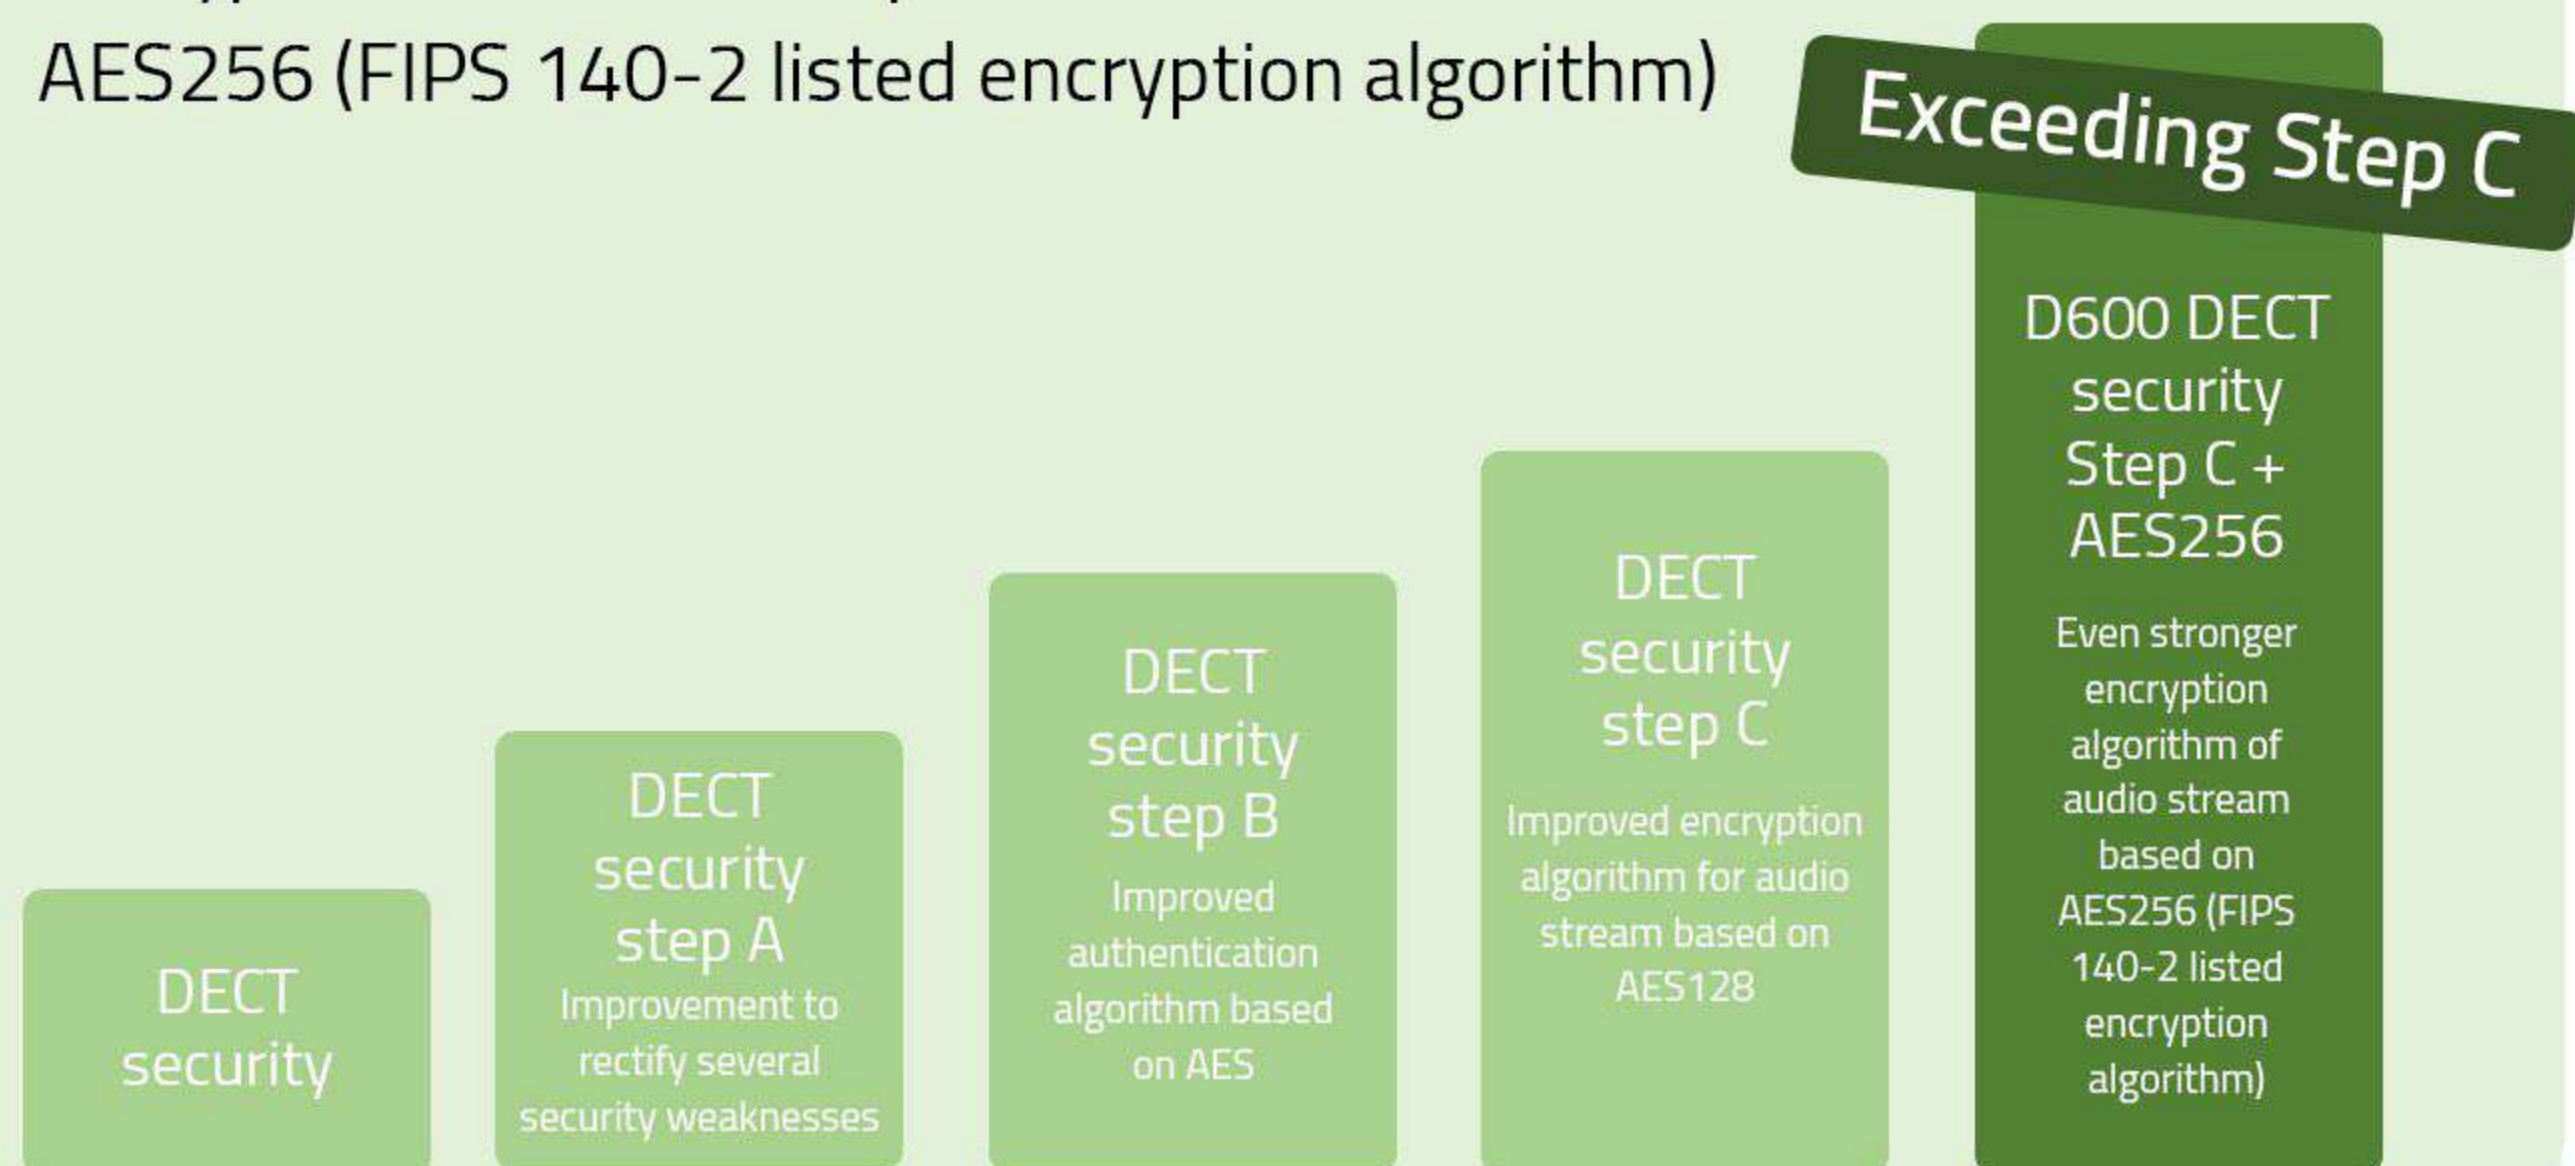 AES256 (FIPS 140-2 listed encryption algorithm)
Exceeding Step C
DECT
security
DECT
security
step A
Improvement to
rectify several
security weaknesses
DECT
security
step B
Improved
authentication
algorithm based
on AES
DECT
security
step C
Improved encryption
algorithm for audio
stream based on
AES128
D600 DECT
security
Step C +
AES256
Even stronger
encryption
algorithm of
audio stream
based on
AES256 (FIPS
140-2 listed
encryption
algorithm)